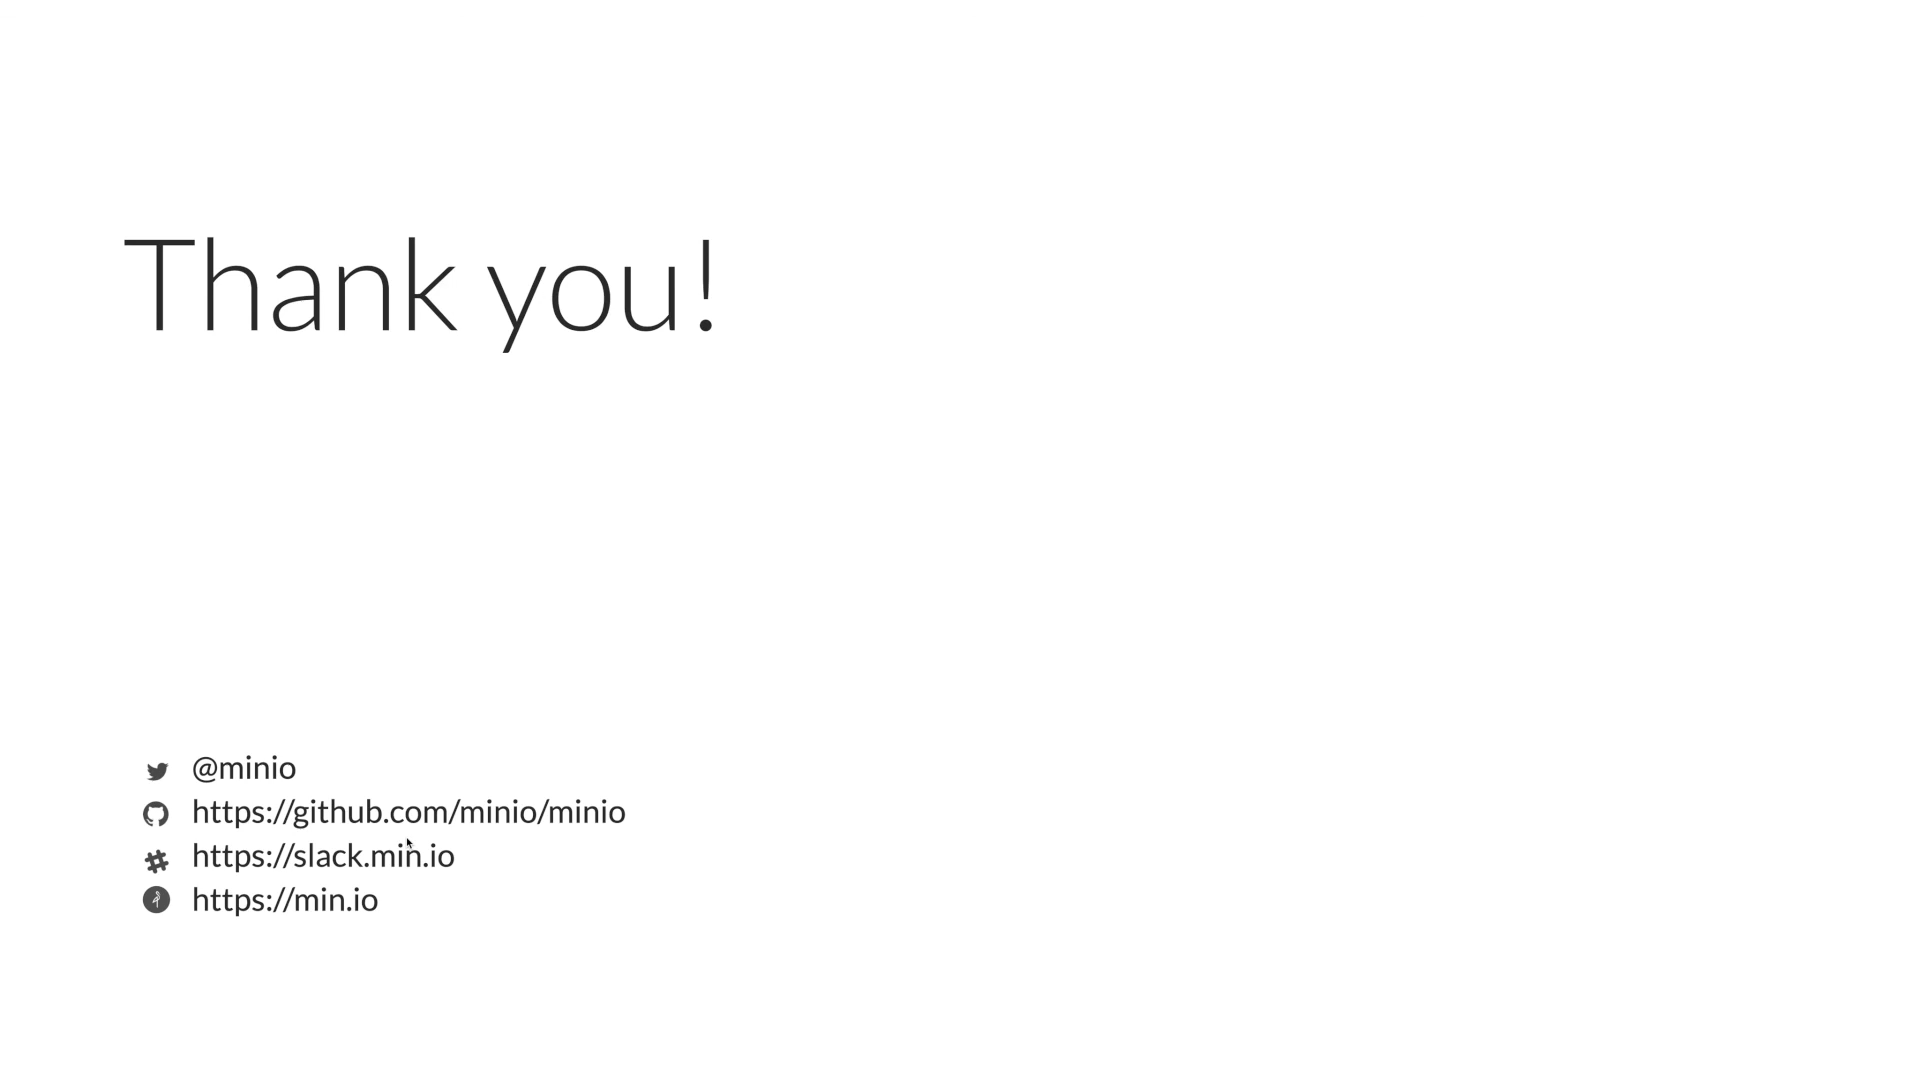 Thank you!
@minio
https://github.com/minio/minio
https://slack.min.io
https://min.io